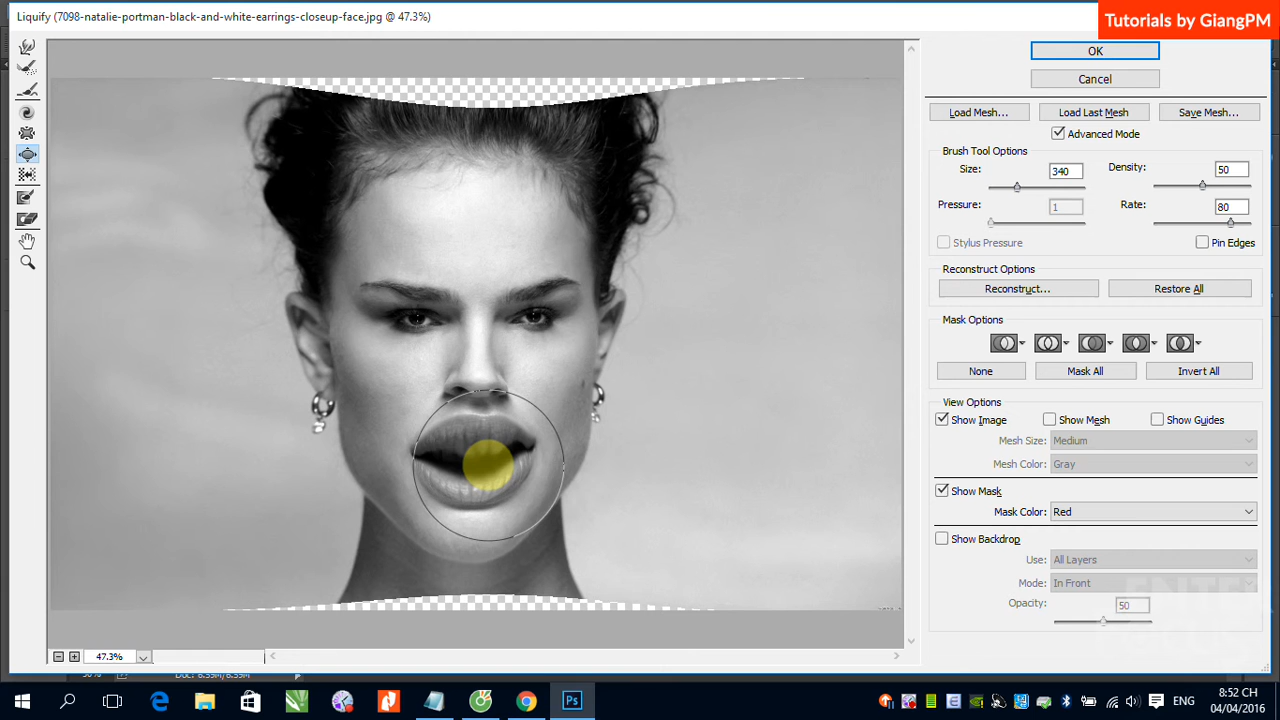 Liquify (7098-natalie-portman-black-and-white-earrings-closeup-face.jpg @ 47.3%)
Tutorials by GiangPM
OK
Cancel
Load Mesh... Load Last Mesh Save Mesh...
Advanced Mode
Brush Tool Options
Size: 340 Density: 50
Pressure: 1 Rate: 80
Stylus Pressure Pin Edges
Reconstruct Options
Reconstruct... Restore All
Mask Options
None Mask All Invert All
View Options
Show Image Show Mesh Show Guides
Mesh Size: Medium
Mesh Color: Gray
Show Mask
Mask Color: Red
Show Backdrop
Use: All Layers
Mode: In Front
Opacity: 50
47.3%
Ps
ENG
8:52 CH
04/04/2016